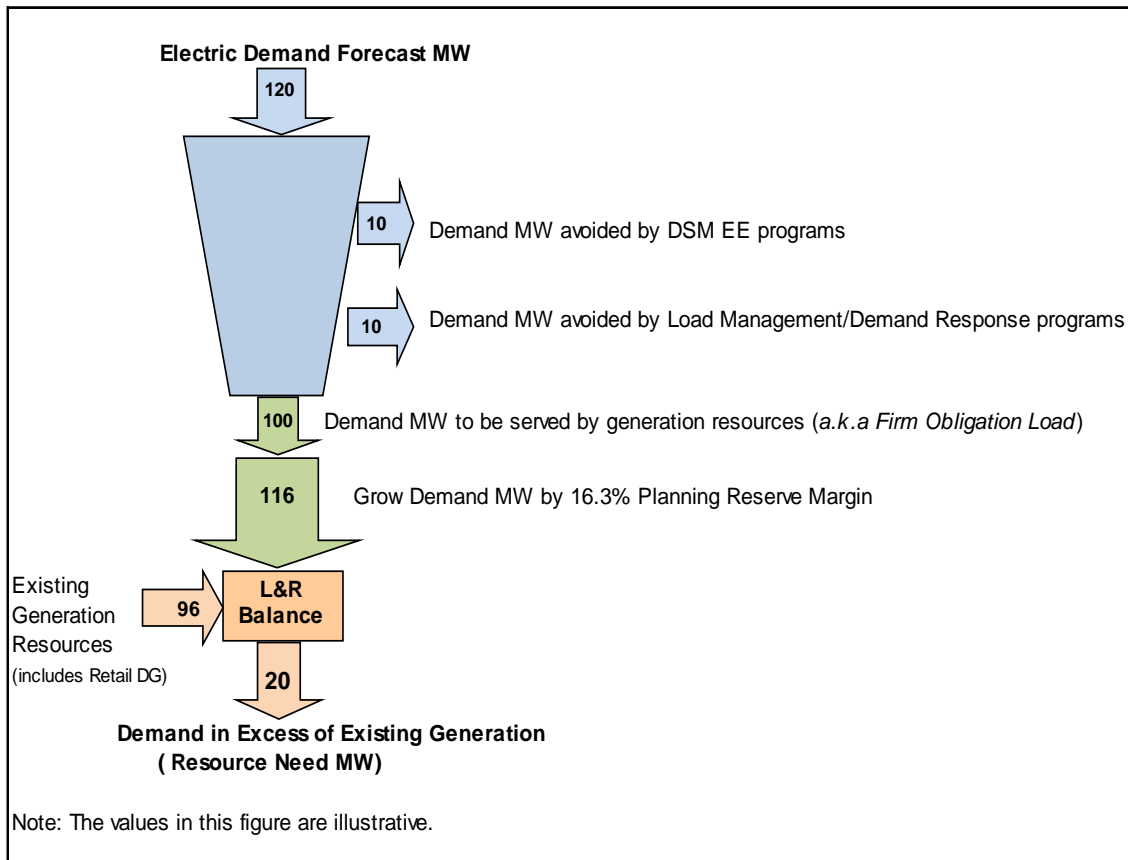 Electric Demand Forecast MW
120
10
Demand MW avoided by DSM EE programs
10
Demand MW avoided by Load Management/Demand Response programs
100
Demand MW to be served by generation resources (a.k.a Firm Obligation Load)
116
Grow Demand MW by 16.3% Planning Reserve Margin
Existing
Generation
Resources
(includes Retail DG)
96
L&R
Balance
20
Demand in Excess of Existing Generation
( Resource Need MW)
Note: The values in this figure are illustrative.